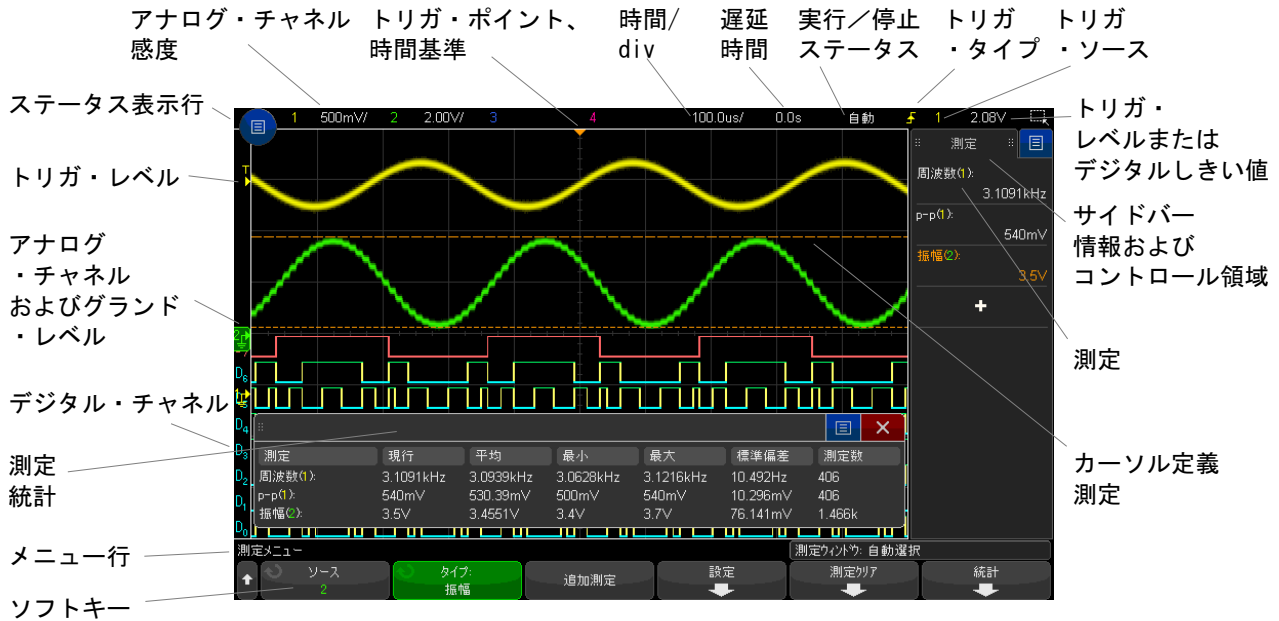 アナログ・チャネル
感度
トリガ・ポイント、
時間基準
時間/
div
遅延
時間
実行／停止
ステータス
トリガ
・タイプ
トリガ
・ソース
ステータス表示行
トリガ・レベル
アナログ
・チャネル
およびグランド
・レベル
デジタル・チャネル
測定
統計
メニュー行
ソフトキー
1 500mV/ 2 2.00V/ 3 4 100.0us/ 0.0s 自動 1 2.08V
T
測定
周波数(1):
3.1091kHz
p-p(1):
540mV
振幅(2):
3.5V
+
2
D6
D4
D3
D2
D1
D0
測定 現行 平均 最小 最大 標準偏差 測定数
周波数(1): 3.1091kHz 3.0939kHz 3.0628kHz 3.1216kHz 10.492Hz 406
p-p(1): 540mV 530.39mV 500mV 540mV 10.296mV 406
振幅(2): 3.5V 3.4551V 3.4V 3.7V 76.141mV 1.466k
測定メニュー
測定ウィンドウ: 自動選択
ソース
2
タイプ:
振幅
追加測定
設定
測定クリア
統計
トリガ・
レベルまたは
デジタルしきい値
サイドバー
情報および
コントロール領域
測定
カーソル定義
測定